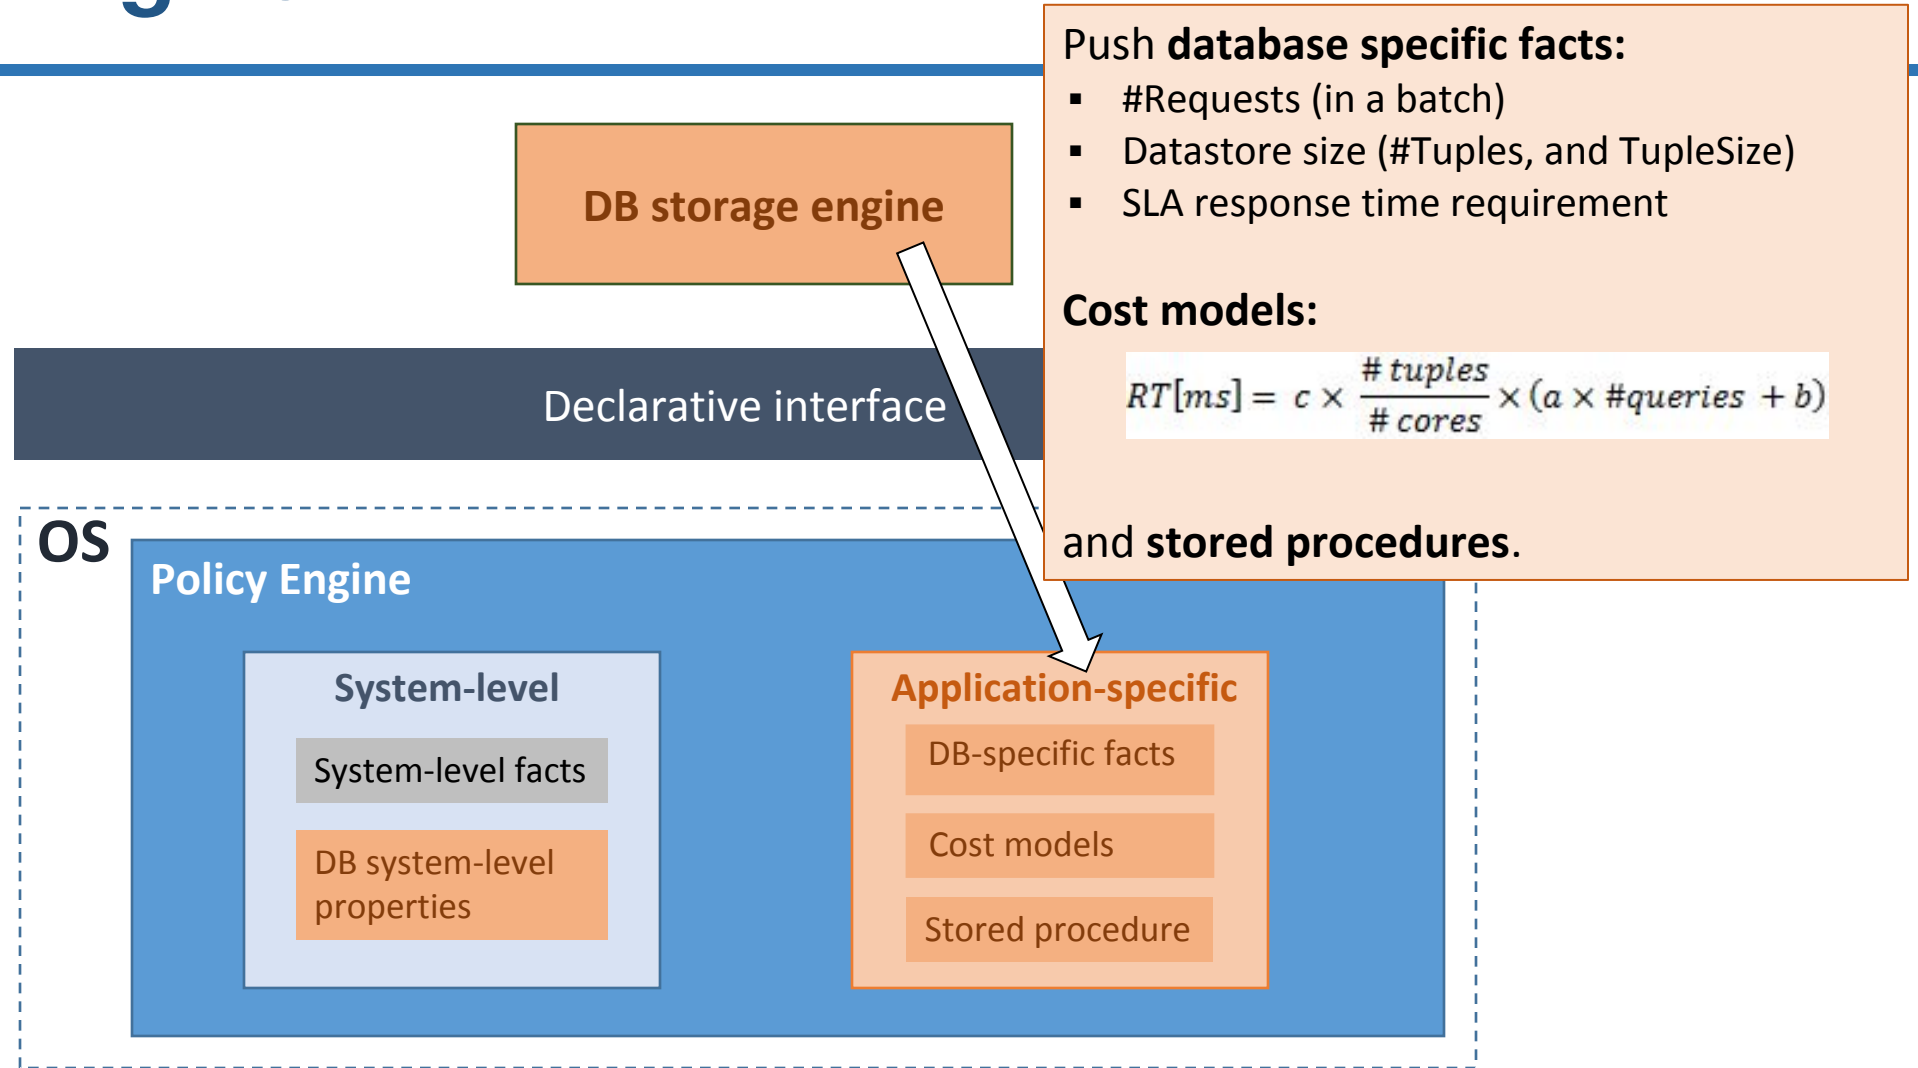 Push database specific facts:
▪ #Requests (in a batch)
▪ Datastore size (#Tuples, and TupleSize)
▪ SLA response time requirement
Cost models:
RT[ms] = c × # tuples / # cores × (a × #queries + b)
and stored procedures.
DB storage engine
Declarative interface
OS
Policy Engine
System-level
System-level facts
DB system-level
properties
Application-specific
DB-specific facts
Cost models
Stored procedure